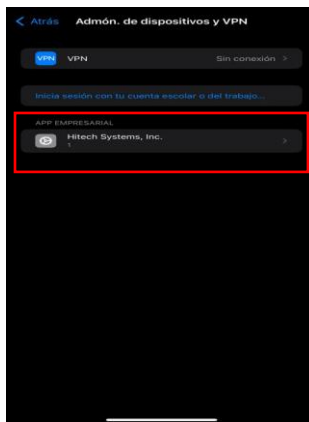 Atrás Admón. de dispositivos y VPN
VPN VPN Sin conexión
Inicia sesión con tu cuenta escolar o del trabajo...
APP EMPRESARIAL
Hitech Systems, Inc.
1